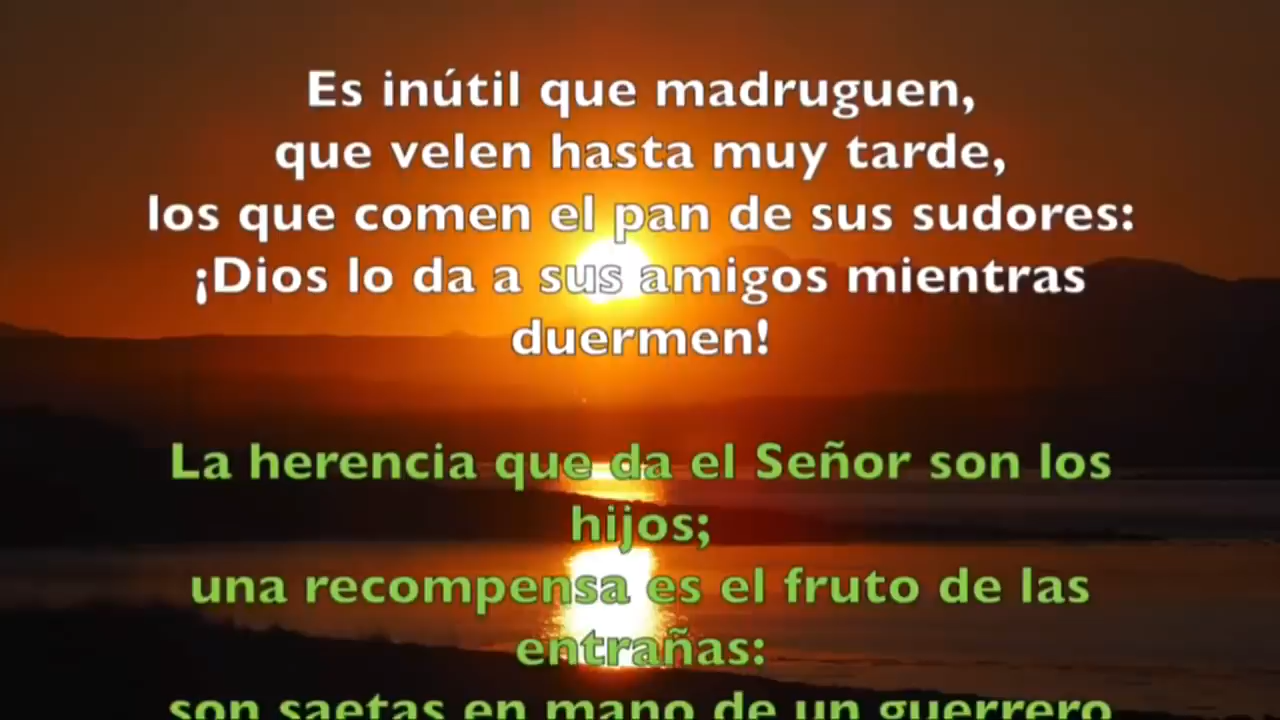 Es inútil que madruguen,
que velen hasta muy tarde,
los que comen el pan de sus sudores:
¡Dios lo da a sus amigos mientras
duermen!
La herencia que da el Señor son los
hijos;
una recompensa es el fruto de las
entrañas:
son saetas en mano de un guerrero